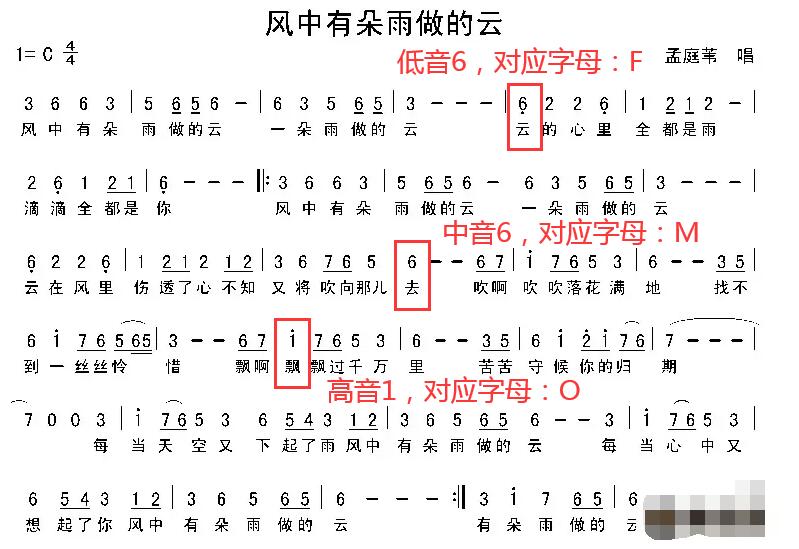 风中有朵雨做的云
1= C 4/4
低音6，对应字母：F
孟庭苇 唱
3 6 6 3 | 5 6̣ 5 6 − | 6 3 5 6 5 | 3 − − − | 6̣ 2 2 6̣ | 1 2 1 2 − |
风 中 有 朵 雨 做的云 一 朵 雨 做的 云 云 的 心 里 全 都是 雨
2 6̣ 1 2 1 | 6̣ − − − |: 3 6 6 3 | 5 6 5 6 − | 6 3 5 6 5 | 3 − − − |
滴 滴 全 都是 你 风 中 有 朵 雨 做的云 一 朵 雨 做的 云
中音6，对应字母：M
6̣ 2 2 6̣ | 1 2 1 2 1 2 | 3 6 7 6 5 | 6 − − 6 7 | i 7 6 5 3 | 6 − − 3 5 |
云 在 风 里 伤 透了心 不知 又 将 吹向那儿 去 吹啊 吹 吹落花 满 地 找不
6 i 7 6 5 6 5 | 3 − − 6 7 | i 7 6 5 3 | 6 − − 3 5 | 6 i 2 i 7 6 | 7 − − −
到 一 丝丝怜 惜 飘啊 飘 飘过千 万 里 苦苦 守 候 你的归 期
高音1，对应字母：O
7 0 0 3 | i 7 6 5 3 | 6 5 4 3 1 2 | 3 6 5 6 5 | 6 − − 3 | 1 7 6 5 3 |
每 当 天 空 又 下 起了雨 风中 有 朵 雨 做的 云 每 当 心 中 又
6 5 4 3 1 2 | 3 i 7 6 5 | 6 − − − :| 3 i 7 6 5 | 6
想 起了你 风中 有 朵 雨 做的 云 有 朵 雨 做的 云